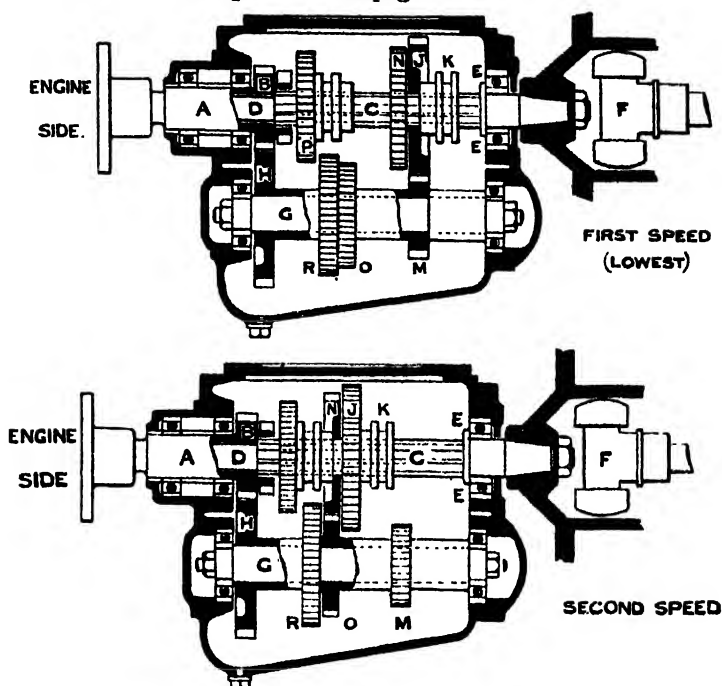 ENGINE
SIDE.
A
B
D
P
C
N
J
K
E
E
F
H
G
R
O
M
FIRST SPEED
(LOWEST)
ENGINE
SIDE
A
B
D
N
J
K
C
E
E
F
H
G
R
O
M
SECOND SPEED